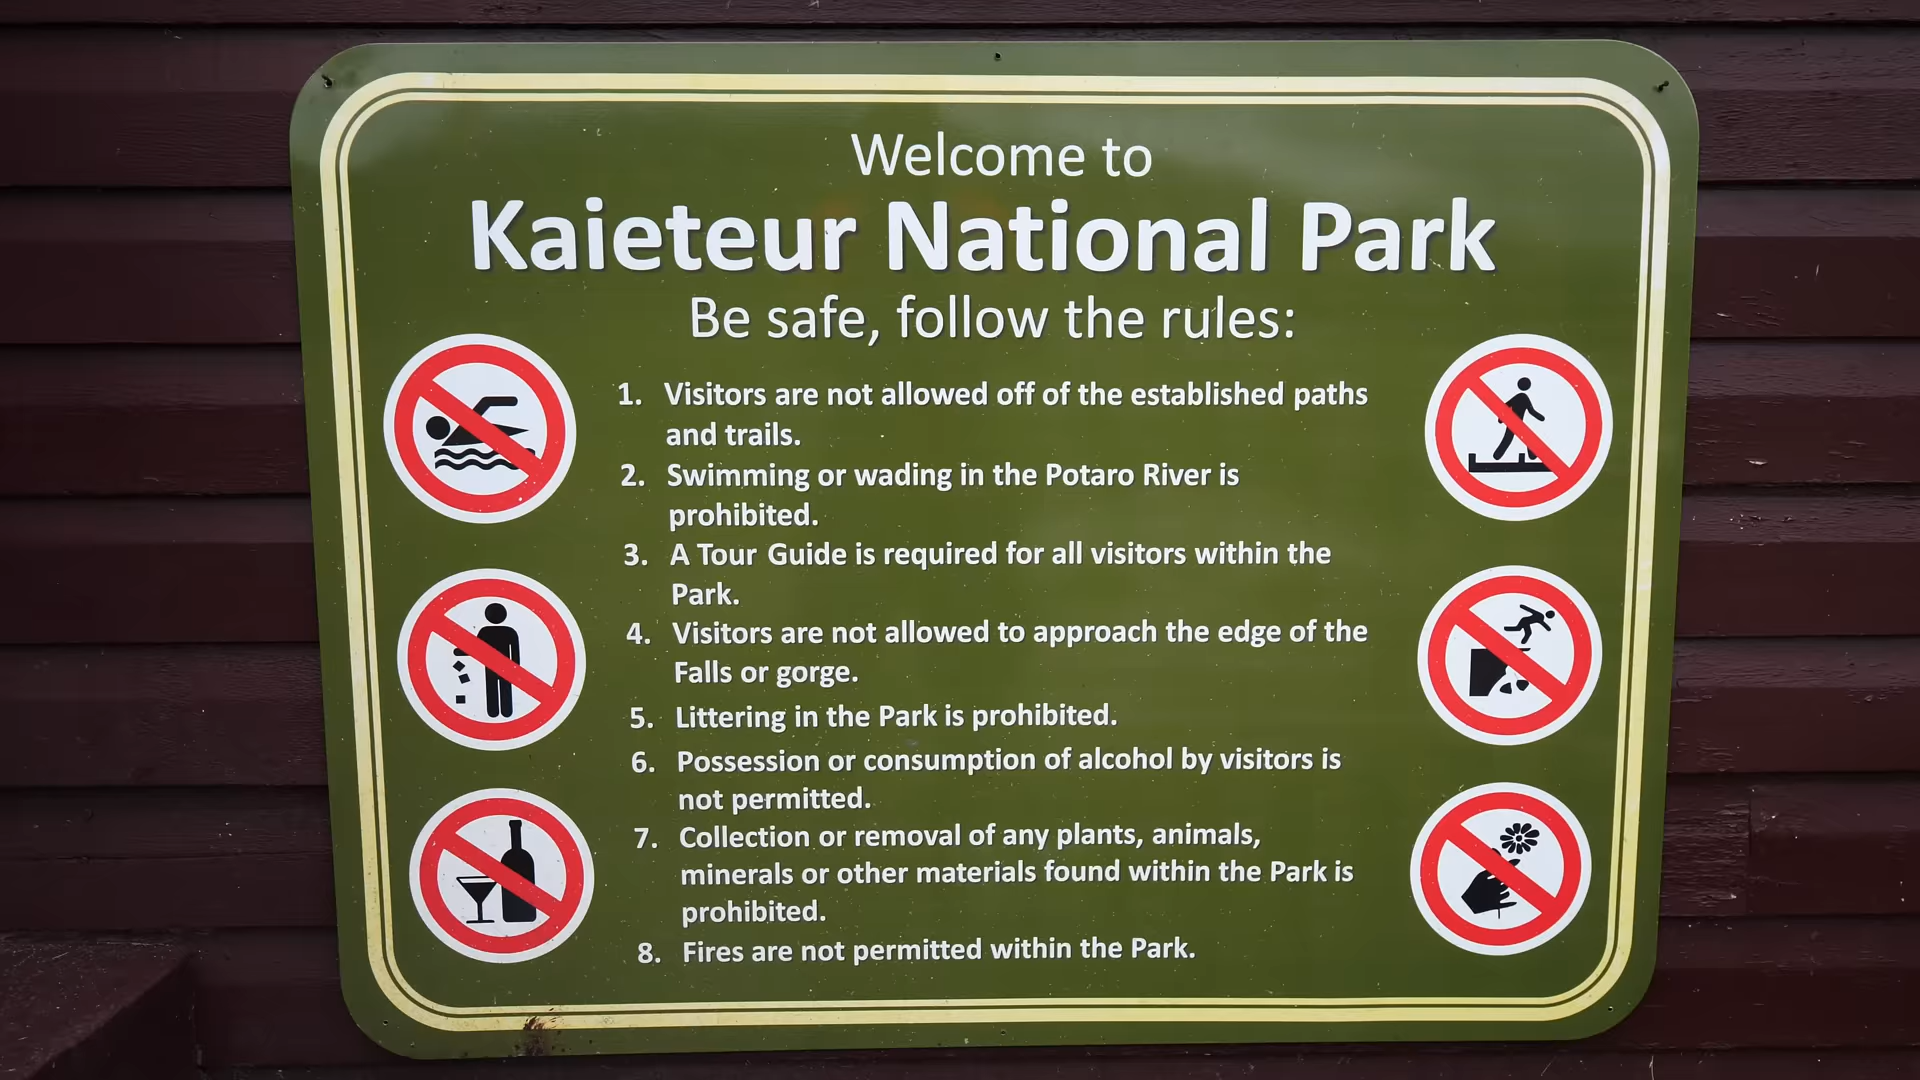 Welcome to
Kaieteur National Park
Be safe, follow the rules:
1. Visitors are not allowed off of the established paths
and trails.
2. Swimming or wading in the Potaro River is
prohibited.
3. A Tour Guide is required for all visitors within the
Park.
4. Visitors are not allowed to approach the edge of the
Falls or gorge.
5. Littering in the Park is prohibited.
6. Possession or consumption of alcohol by visitors is
not permitted.
7. Collection or removal of any plants, animals,
minerals or other materials found within the Park is
prohibited.
8. Fires are not permitted within the Park.